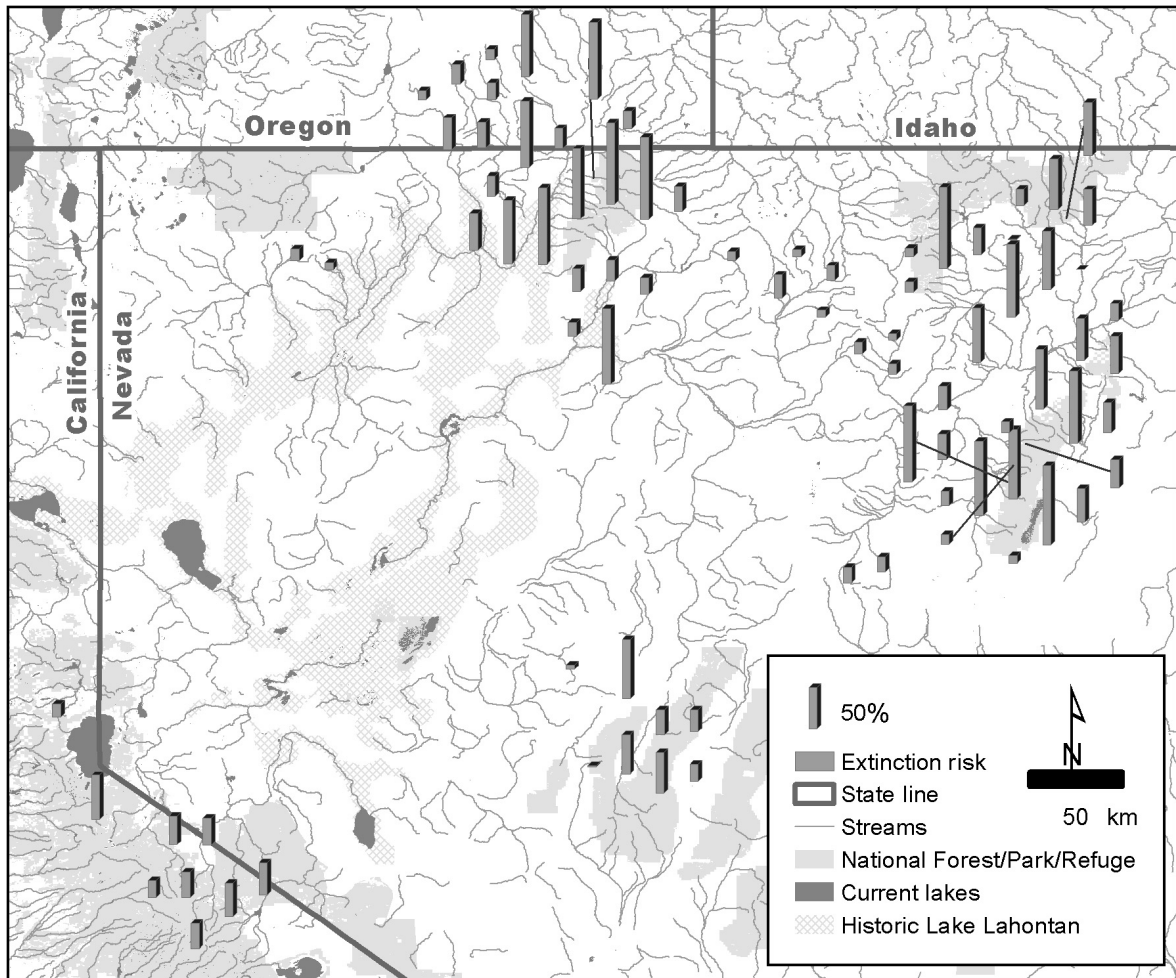 Oregon
Idaho
California
Nevada
50%
Extinction risk
State line
Streams
National Forest/Park/Refuge
Current lakes
Historic Lake Lahontan
N
50 km